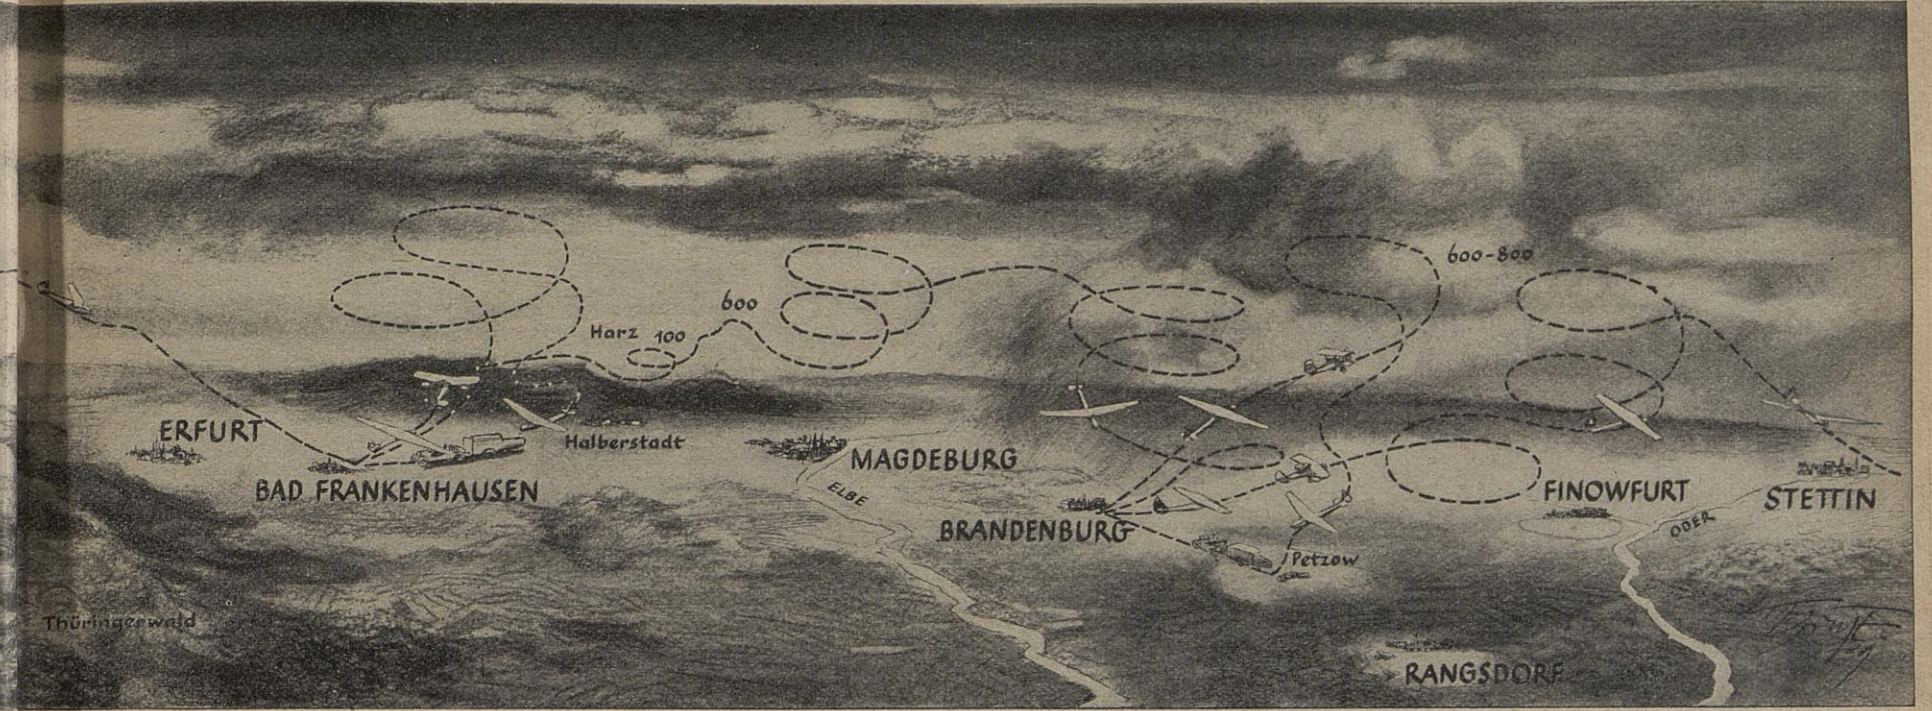 600-800
600
Harz 100
ERFURT
Halberstadt
MAGDEBURG
BAD FRANKENHAUSEN
ELBE
FINOWFURT
STETTIN
BRANDENBURG
ODER
Petzow
Thüringerwald
RANGSDORF